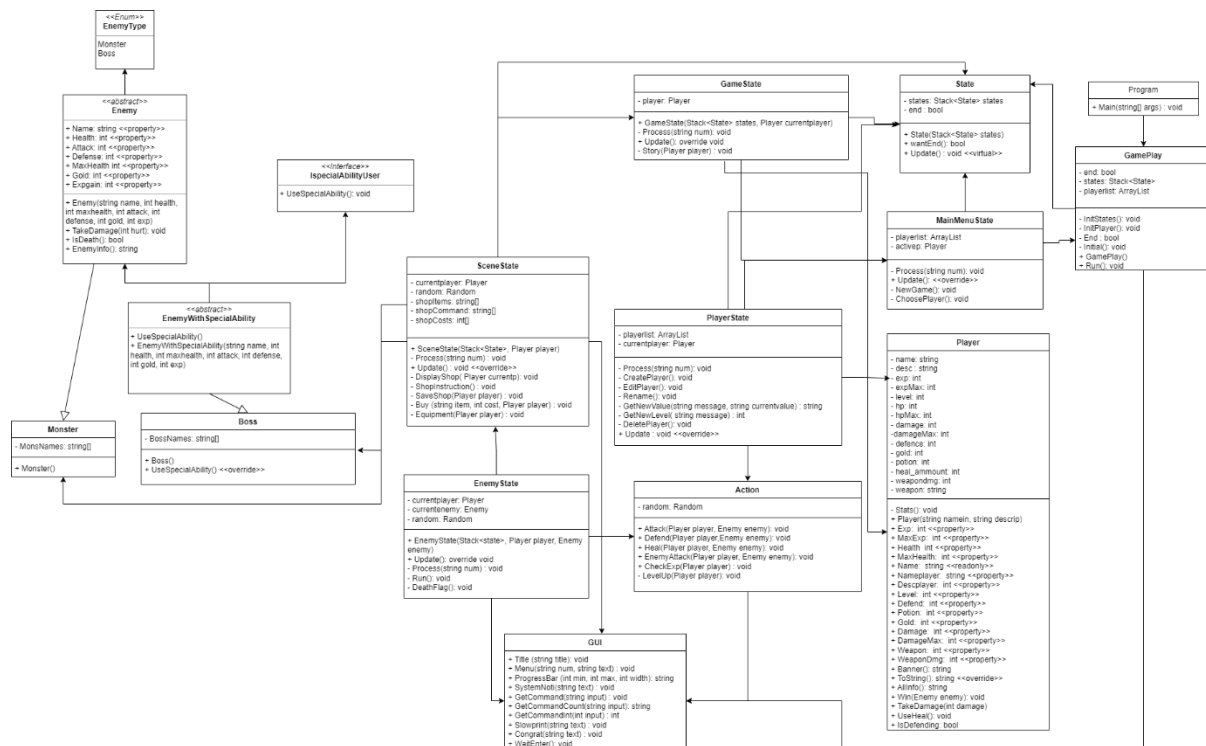 <<Enum>>
EnemyType
Monster
Boss
<<abstract>>
Enemy
+ Name: string <<property>>
+ Health: int <<property>>
+ Attack: int <<property>>
+ Defense: int <<property>>
+ MaxHealth int <<property>>
+ Gold: int <<property>>
+ Expgain: int <<property>>
+ Enemy(string name, int health,
int maxhealth, int attack, int
defense, int gold, int exp)
+ TakeDamage(int hurt): void
+ IsDeath(): bool
+ EnemyInfo(): string
<<Interface>>
IspecialAbilityUser
+ UseSpecialAbility(): void
<<abstract>>
EnemyWithSpecialAbility
+ UseSpecialAbility()
+ EnemyWithSpecialAbility(string name, int
health, int maxhealth, int attack, int defense,
int gold, int exp)
Monster
- MonsNames: string[]
+ Monster()
Boss
- BossNames: string[]
+ Boss()
+ UseSpecialAbility() <<override>>
SceneState
- currentplayer: Player
- random: Random
- shopItems: string[]
- shopCommand: string[]
- shopCosts: int[]
+ SceneState(Stack<State>, Player player)
- Process(string num) : void
+ Update() : void <<override>>
- DisplayShop( Player currentp): void
- ShopInstruction() : void
- SaveShop(Player player) : void
- Buy (string item, int cost, Player player) : void
- Equipment(Player player) : void
EnemyState
- currentplayer: Player
- currentenemy: Enemy
- random: Random
+ EnemyState(Stack<state>, Player player, Enemy
enemy)
+ Update(): override void
- Process(string num) : void
- Run(): void
- DeathFlag(): void
GUI
+ Title (string title): void
+ Menu(string num, string text) : void
+ ProgressBar (int min, int max, int width): string
+ SystemNoti(string text) : void
+ GetCommand(string input) : void
+ GetCommandCount(string input): string
+ GetCommandInt(int input) : int
+ Slowprint(string text) : void
+ Congrat(string text) : void
+ WaitEnter(): void
GameState
- player: Player
+ GameState(Stack<State> states, Player currentplayer)
- Process(string num): void
+ Update(): override void
- Story(Player player) : void
State
- states: Stack<State> states
- end : bool
+ State(Stack<State> states)
+ wantEnd(): bool
+ Update() : void <<virtual>>
Program
+ Main(string[] args) : void
GamePlay
- end: bool
- states: Stack<State>
- playerlist: ArrayList
- InitStates(): void
- InitPlayer(): void
- End : bool
- Initial(): void
+ GamePlay()
+ Run(): void
MainMenuState
- playerlist: ArrayList
- activep: Player
- Process(string num): void
+ Update(): <<override>>
- NewGame(): void
- ChoosePlayer(): void
PlayerState
- playerlist: ArrayList
- currentplayer: Player
- Process(string num): void
- CreatePlayer(): void
- EditPlayer(): void
- Rename(): void
- GetNewValue(string message, string currentvalue) : string
- GetNewLevel( string message) : int
- DeletePlayer(): void
+ Update : void <<override>>
Action
- random: Random
+ Attack(Player player, Enemy enemy): void
+ Defend(Player player,Enemy enemy): void
+ Heal(Player player, Enemy enemy): void
+ EnemyAttack(Player player, Enemy enemy): void
+ CheckExp(Player player) : void
- LevelUp(Player player): void
Player
- name: string
- desc : string
- exp: int
- expMax: int
- level: int
- hp: int
- hpMax: int
- damage: int
-damageMax: int
- defence: int
- gold: int
- potion: int
- heal_ammount: int
- weapondmg: int
- weapon: string
- Stats(): void
+ Player(string namein, string descrip)
+ Exp: int <<property>>
+ MaxExp: int <<property>>
+ Health int <<property>>
+ MaxHealth: int <<property>>
+ Name: string <<readonly>>
+ Nameplayer: string <<property>>
+ Descplayer: int <<property>>
+ Level: int <<property>>
+ Defend: int <<property>>
+ Potion: int <<property>>
+ Gold: int <<property>>
+ Damage: int <<property>>
+ DamageMax: int <<property>>
+ Weapon: int <<property>>
+ WeaponDmg: int <<property>>
+ Banner(): string
+ ToString(): string <<override>>
+ AllInfo(): string
+ Win(Enemy enemy): void
+ TakeDamage(int damage)
+ UseHeal(): void
+ IsDefending: bool